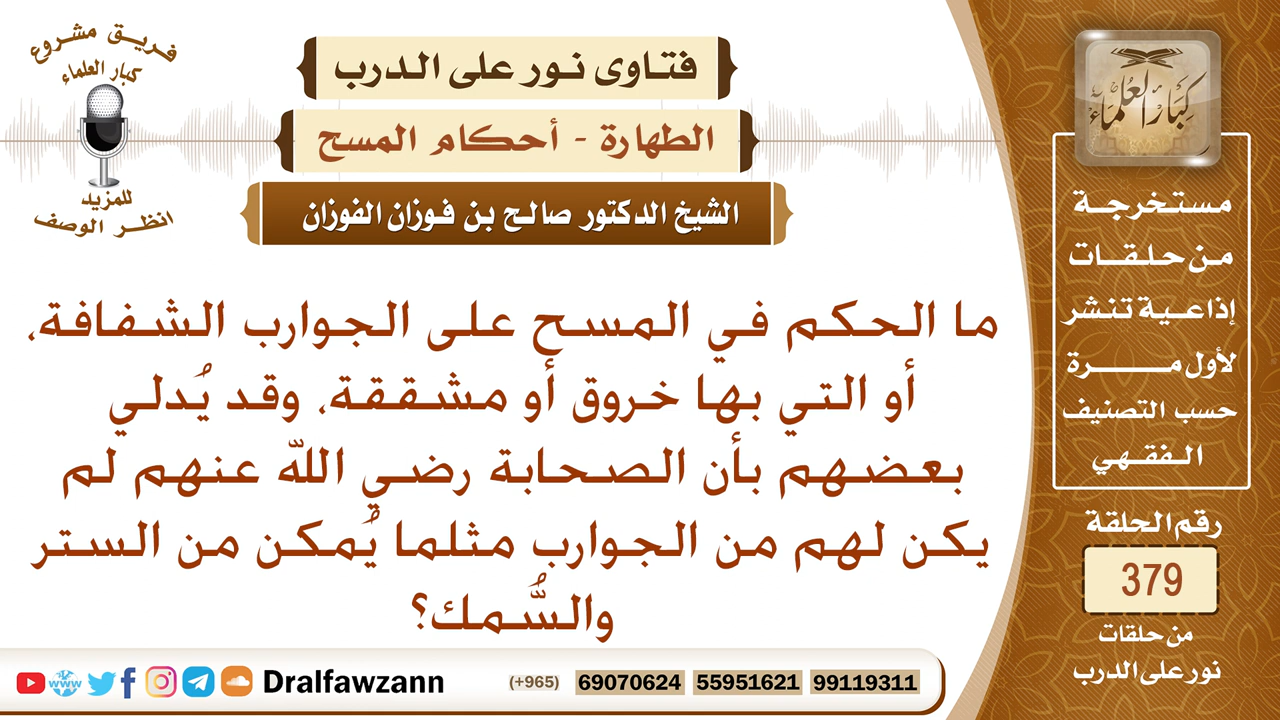 فريق مشروع
كبار العلماء
للمزيد
انظر الوصف
فتاوى نور على الدرب
الطهارة - أحكام المسح
الشيخ الدكتور صالح بن فوزان الفوزان
ما الحكم في المسح على الجوارب الشفافة،
أو التي بها خروق أو مشققة، وقد يُدلي
بعضهم بأن الصحابة رضي الله عنهم لم
يكن لهم من الجوارب مثلما يُمكن من الستر
والسُّمك؟
كبار العلماء
مستخرجة
من حلقات
إذاعية تنشر
لأول مرة
حسب التصنيف
الفقهي
رقم الحلقة
379
من حلقات
نور على الدرب
www Dralfawzann (+965) 69070624 55951621 99119311